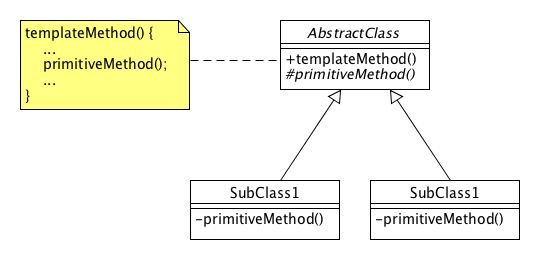 templateMethod() {
...
primitiveMethod();
...
}
AbstractClass
+templateMethod()
#primitiveMethod()
SubClass1
-primitiveMethod()
SubClass1
-primitiveMethod()